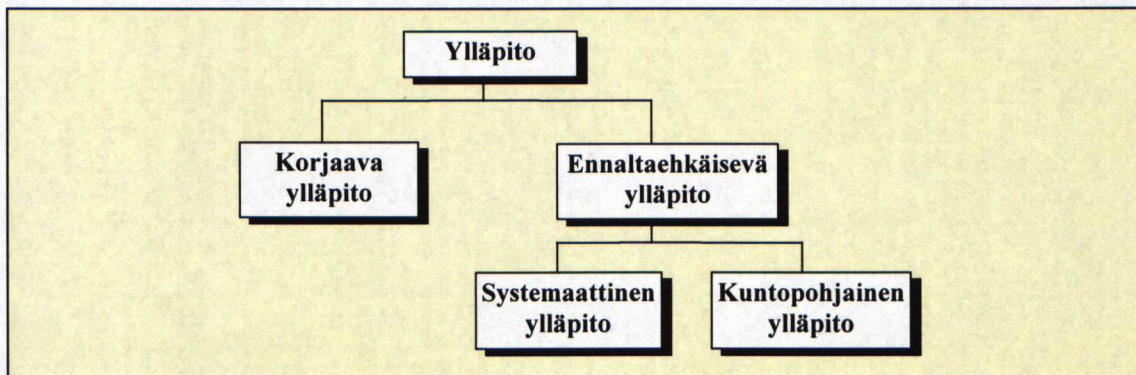 Ylläpito
Korjaava
ylläpito
Ennaltaehkäisevä
ylläpito
Systemaattinen
ylläpito
Kuntopohjainen
ylläpito